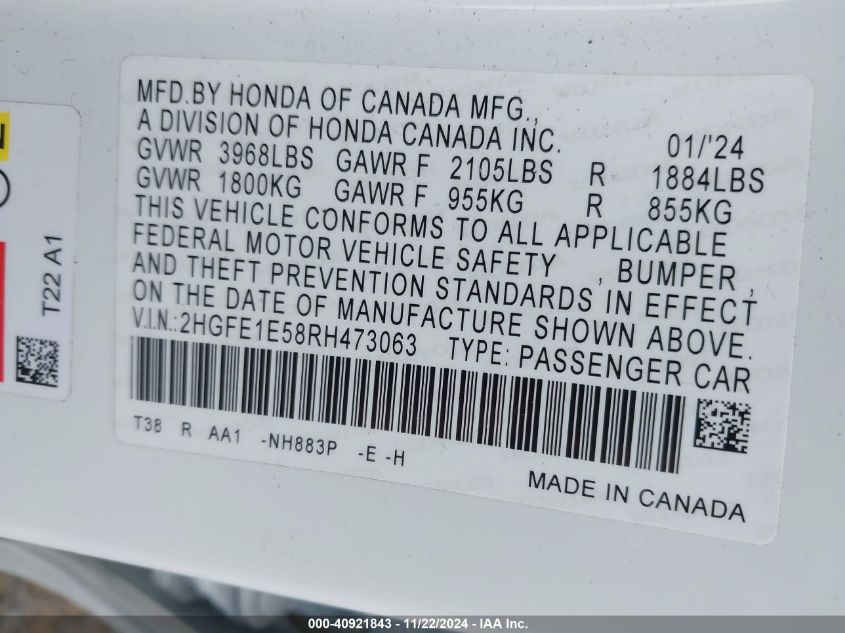 MFD.BY HONDA OF CANADA MFG.,
A DIVISION OF HONDA CANADA INC. 01/'24
GVWR 3968LBS GAWR F 2105LBS R 1884LBS
GVWR 1800KG GAWR F 955KG R 855KG
THIS VEHICLE CONFORMS TO ALL APPLICABLE
FEDERAL MOTOR VEHICLE SAFETY , BUMPER ,
AND THEFT PREVENTION STANDARDS IN EFFECT
ON THE DATE OF MANUFACTURE SHOWN ABOVE.
V.I.N.:2HGFE1E58RH473063 TYPE: PASSENGER CAR
T38 R AA1 -NH883P -E -H
MADE IN CANADA
T22 A1
000-40921843 - 11/22/2024 - IAA Inc.